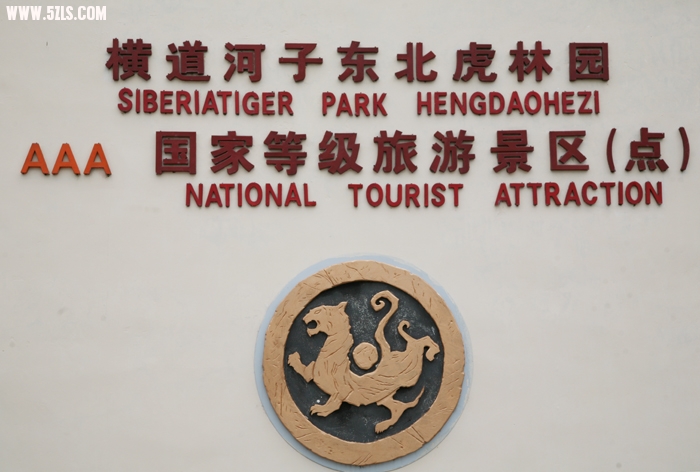 WWW.5ZLS.COM
横道河子东北虎林园
SIBERIATIGER PARK HENGDAOHEZI
AAA 国家等级旅游景区(点)
NATIONAL TOURIST ATTRACTION